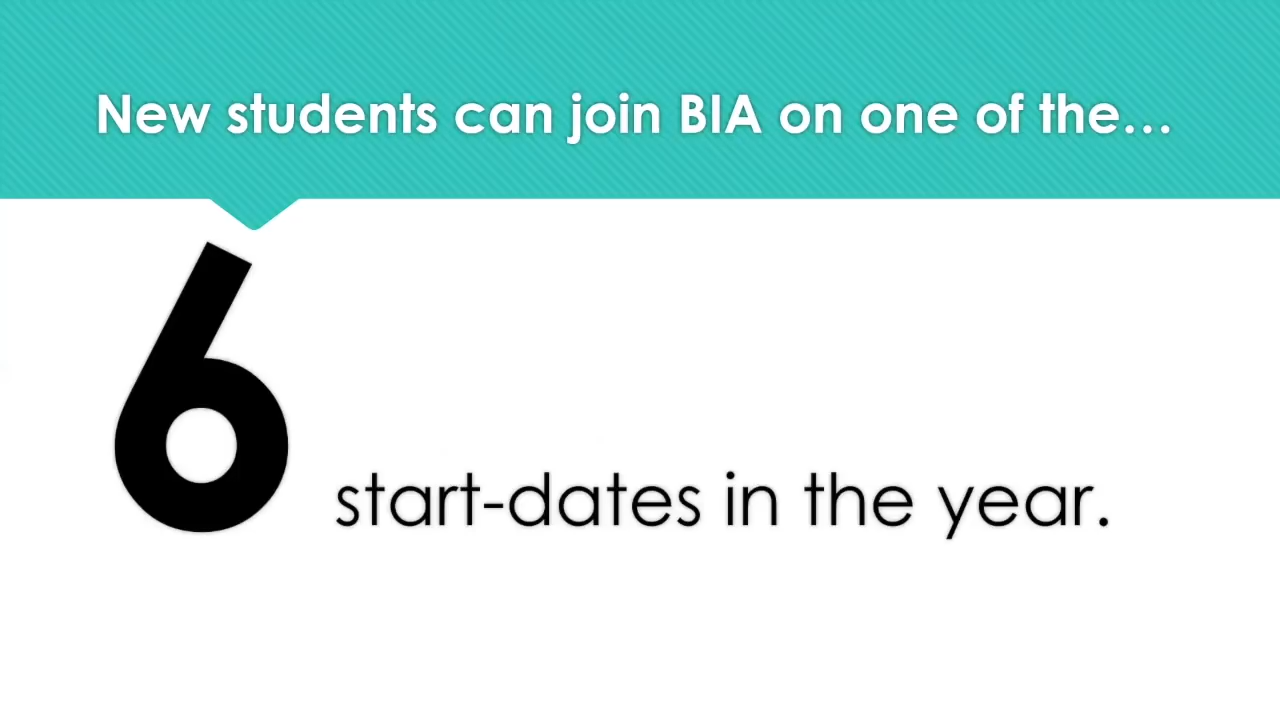 New students can join BIA on one of the…
6 start-dates in the year.